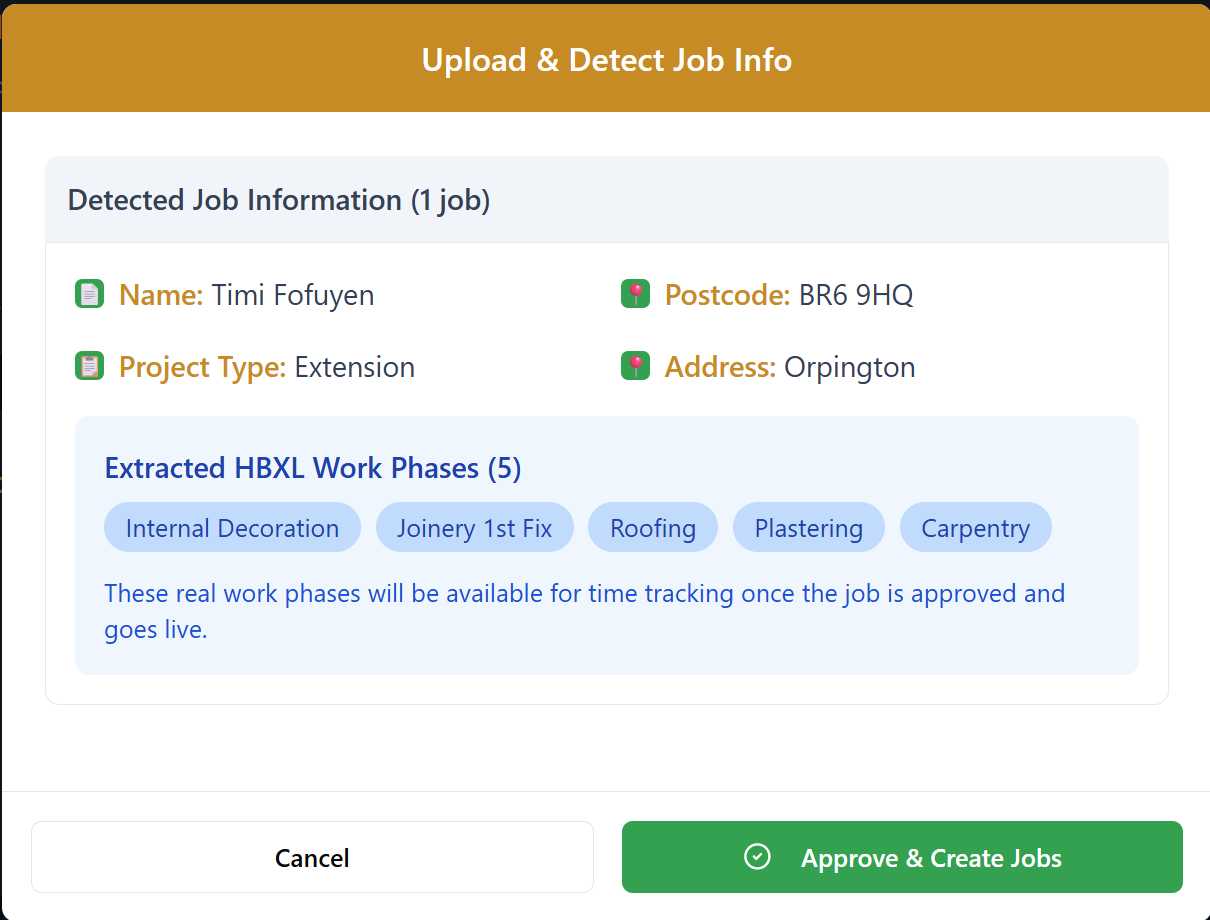 Upload & Detect Job Info
Detected Job Information (1 job)
Name: Timi Fofuyen
Postcode: BR6 9HQ
Project Type: Extension
Address: Orpington
Extracted HBXL Work Phases (5)
Internal Decoration
Joinery 1st Fix
Roofing
Plastering
Carpentry
These real work phases will be available for time tracking once the job is approved and
goes live.
Cancel
Approve & Create Jobs